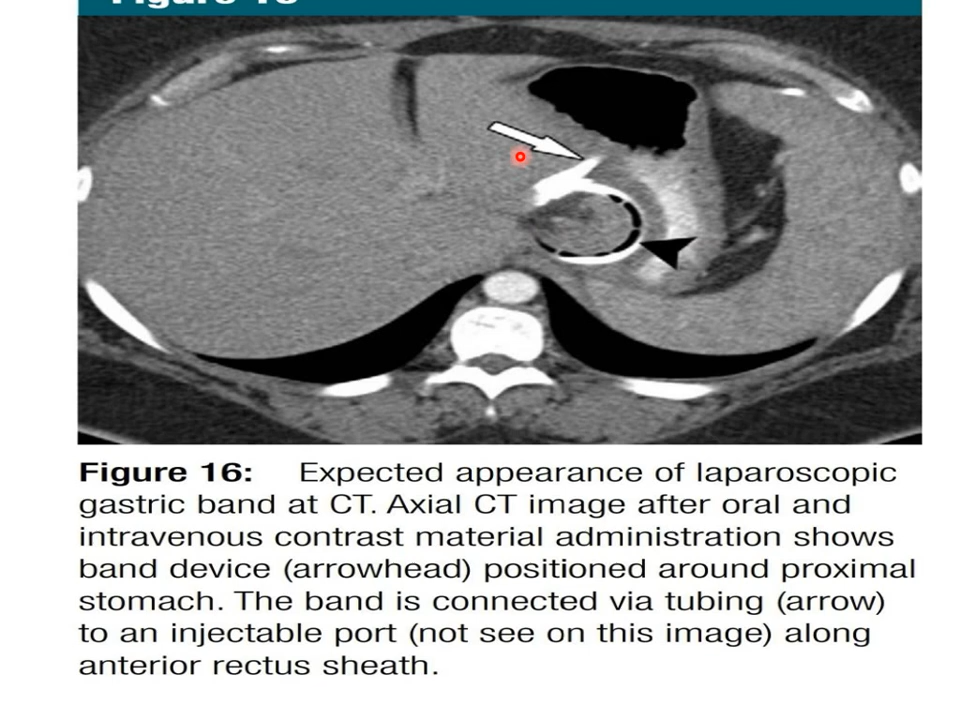 Figure 16: Expected appearance of laparoscopic
gastric band at CT. Axial CT image after oral and
intravenous contrast material administration shows
band device (arrowhead) positioned around proximal
stomach. The band is connected via tubing (arrow)
to an injectable port (not see on this image) along
anterior rectus sheath.